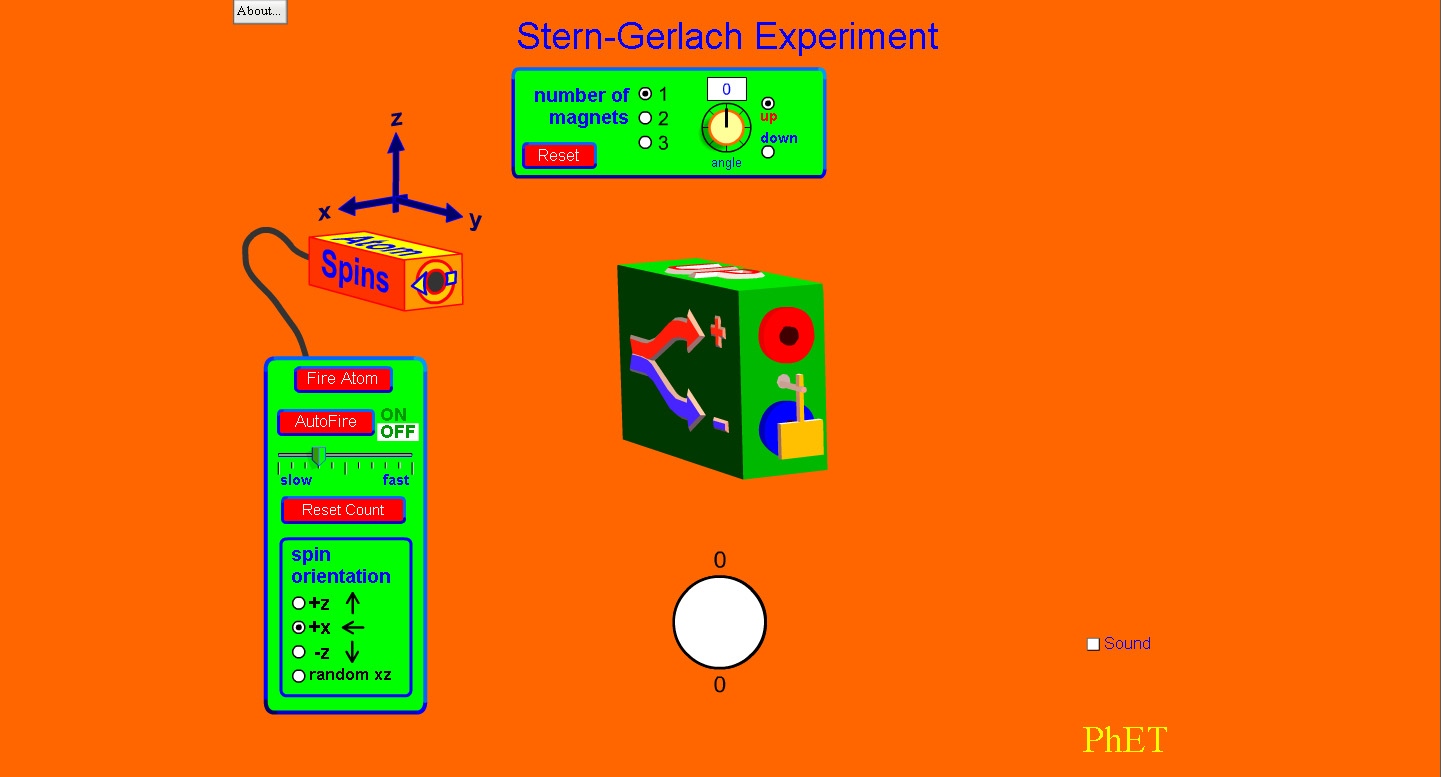 About...
Stern-Gerlach Experiment
number of
magnets
1
2
3
0
angle
up
down
Reset
z
x
y
Atom
Spins
+
-
Fire Atom
AutoFire
ON
OFF
slow
fast
Reset Count
spin
orientation
+z
+x
-z
random xz
0
0
Sound
PhET